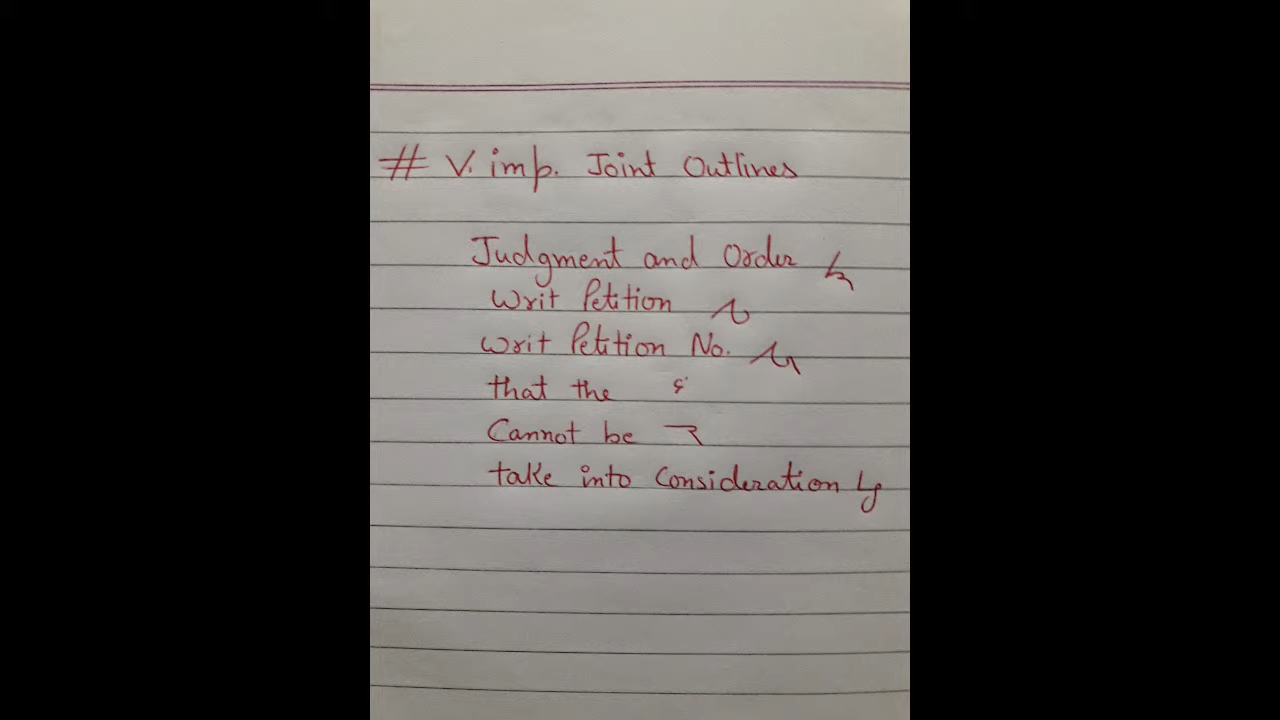 # V. imp. Joint Outlines
Judgment and Order
Writ Petition
Writ Petition No.
that the
Cannot be
take into Consideration